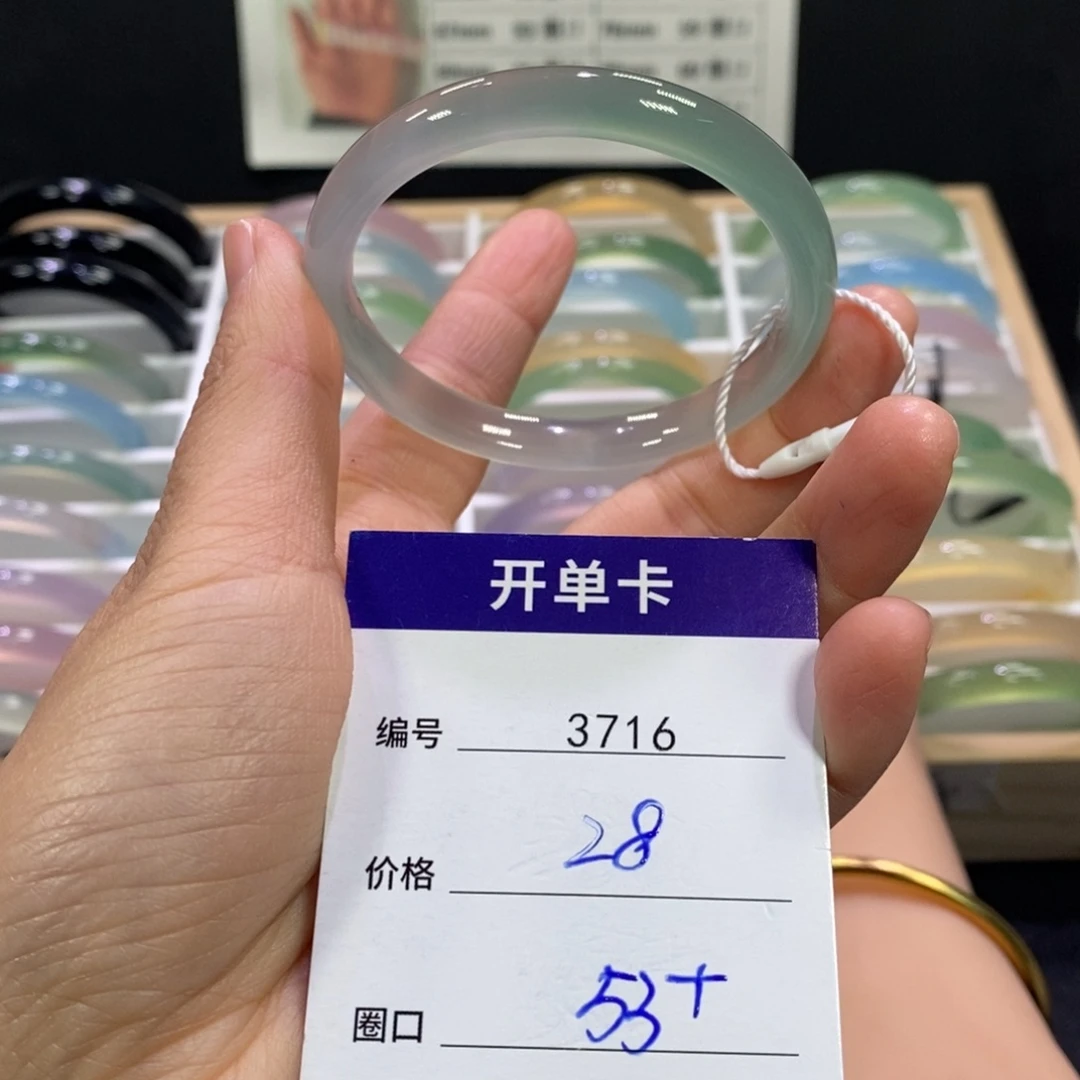 开单卡
编号 3716
价格 28
圈口 53+